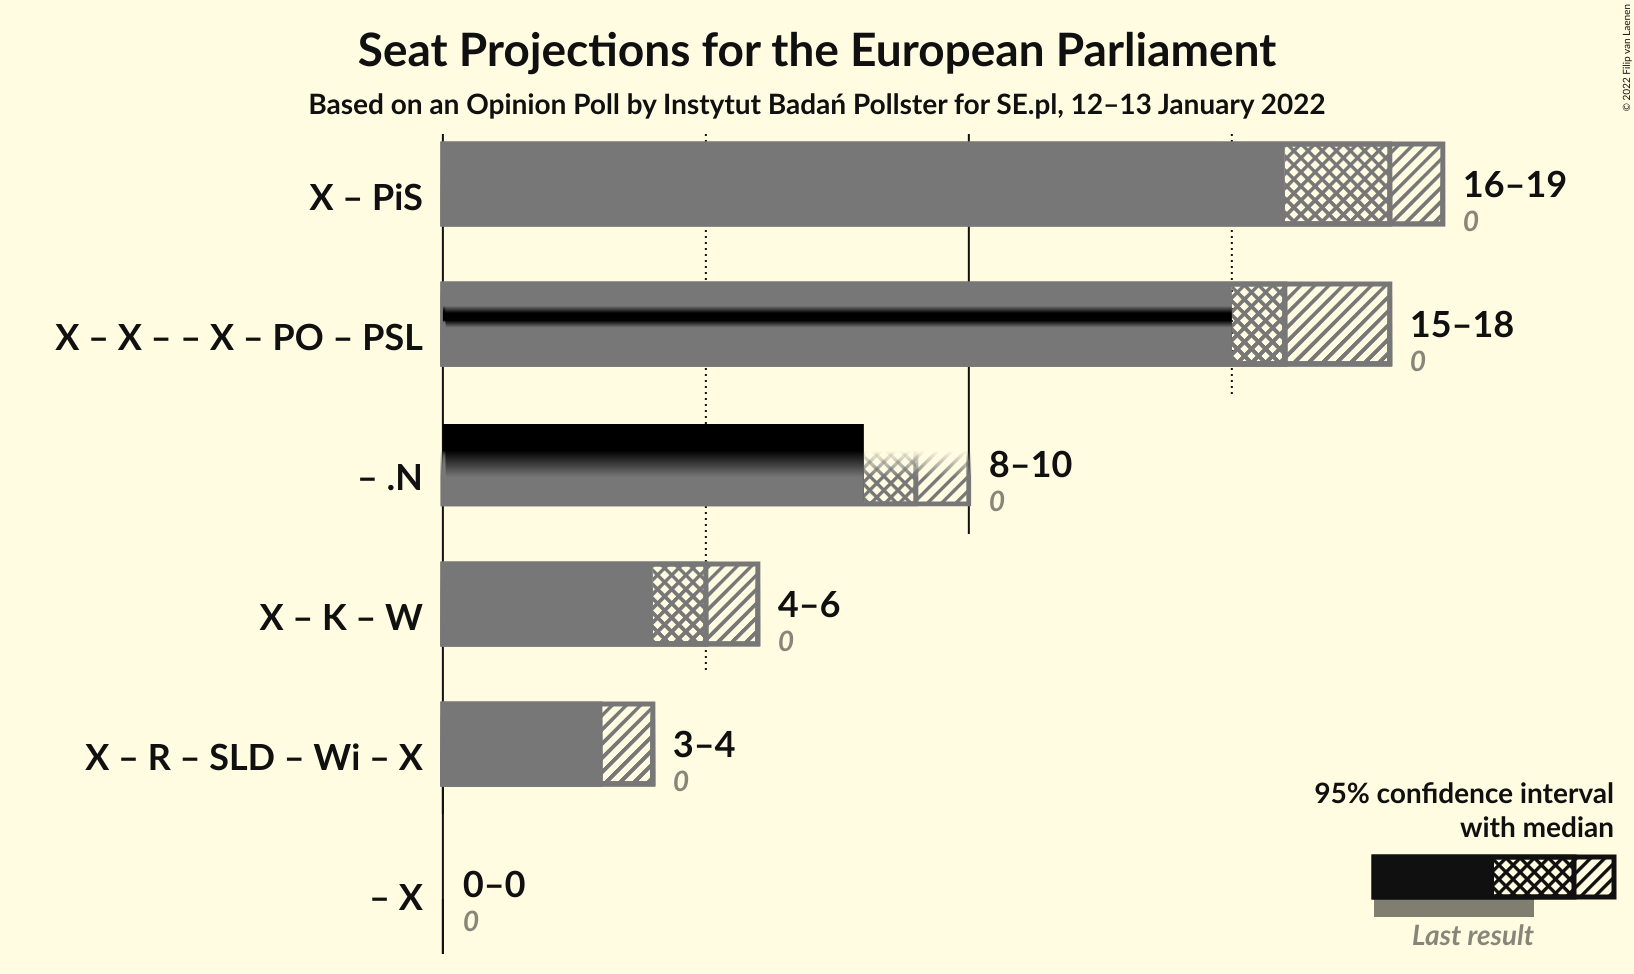 Seat Projections for the European Parliament
Based on an Opinion Poll by Instytut Badań Pollster for SE.pl, 12–13 January 2022
© 2022 Filip van Laenen
X – PiS
16–19
0
X – X – – X – PO – PSL
15–18
0
– .N
8–10
0
X – K – W
4–6
0
X – R – SLD – Wi – X
3–4
0
– X
0–0
0
95% confidence interval
with median
Last result